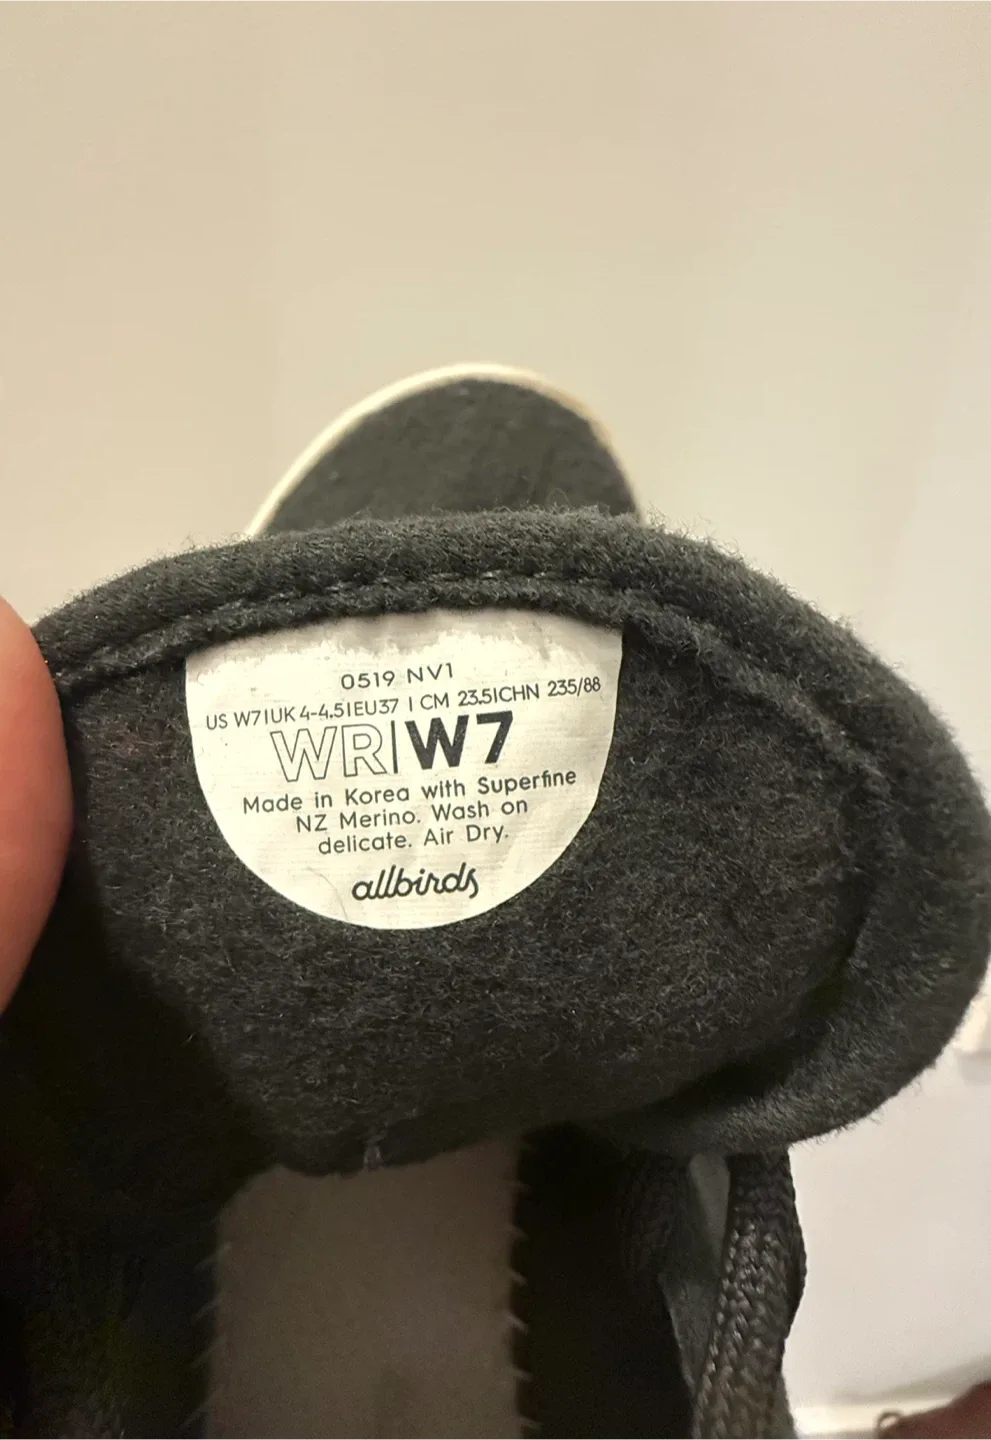 0519 NV1
US W7|UK 4-4.5|EU37 | CM 23.5|CHN 235/88
WR|W7
Made in Korea with Superfine
NZ Merino. Wash on
delicate. Air Dry.
allbirds